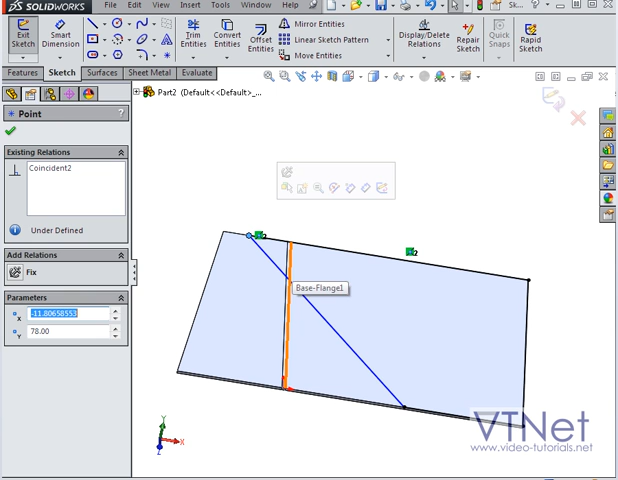 SOLIDWORKS
File Edit View Insert Tools Window
Sk...
Exit Sketch
Smart Dimension
Trim Entities
Convert Entities
Offset Entities
Mirror Entities
Linear Sketch Pattern
Move Entities
Display/Delete Relations
Repair Sketch
Quick Snaps
Rapid Sketch
Features Sketch Surfaces Sheet Metal Evaluate
Point
?
Part2 (Default<<Default>_...
Existing Relations
Coincident2
Under Defined
Add Relations
Fix
Parameters
X -11.80658553
Y 78.00
2
2
Base-Flange1
Y
X
Z
VTNet
www.video-tutorials.net